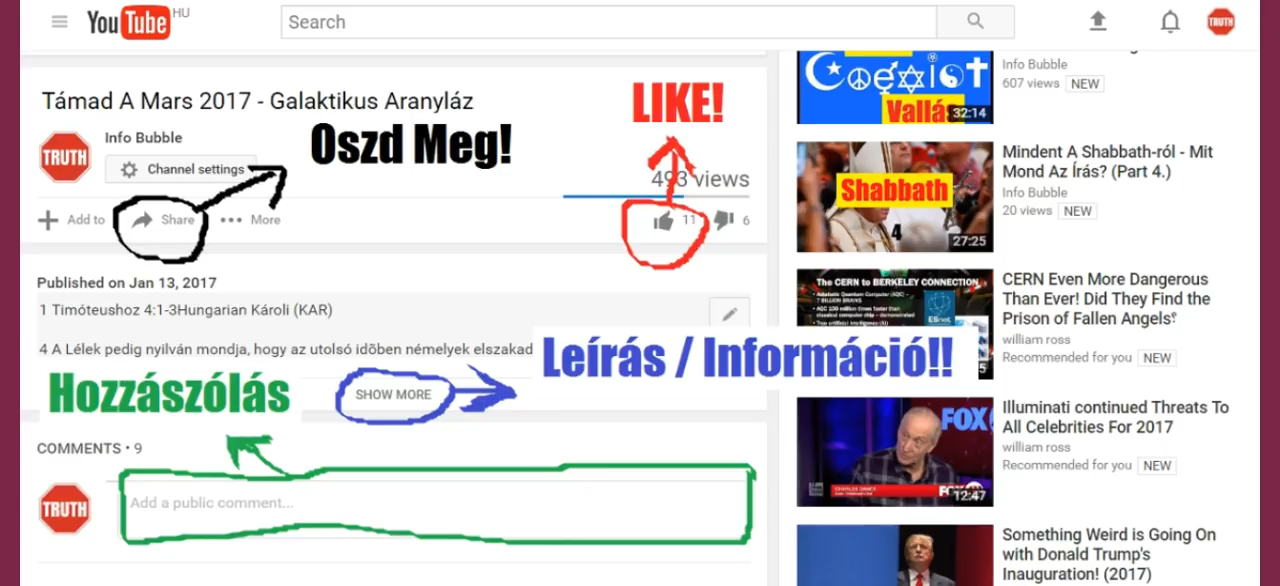 YouTube HU
Search
TRUTH
Támad A Mars 2017 - Galaktikus Aranyláz
LIKE!
TRUTH
Info Bubble
Oszd Meg!
Channel settings
493 views
Add to
Share
More
11
6
Published on Jan 13, 2017
1 Timóteushoz 4:1-3Hungarian Károli (KAR)
4 A Lélek pedig nyilván mondja, hogy az utolsó idõben némelyek elszakad
Leírás / Információ!!
Hozzászólás
SHOW MORE
COMMENTS • 9
TRUTH
Add a public comment...
Vallás
32:14
Info Bubble
607 views NEW
Shabbath
4
27:25
Mindent A Shabbath-ról - Mit
Mond Az Írás? (Part 4.)
Info Bubble
20 views NEW
The CERN to BERKELEY CONNECTION
ESnet
CERN Even More Dangerous
Than Ever! Did They Find the
Prison of Fallen Angels‽
william ross
Recommended for you NEW
FOX
12:47
Illuminati continued Threats To
All Celebrities For 2017
william ross
Recommended for you NEW
Something Weird is Going On
with Donald Trump's
Inauguration! (2017)